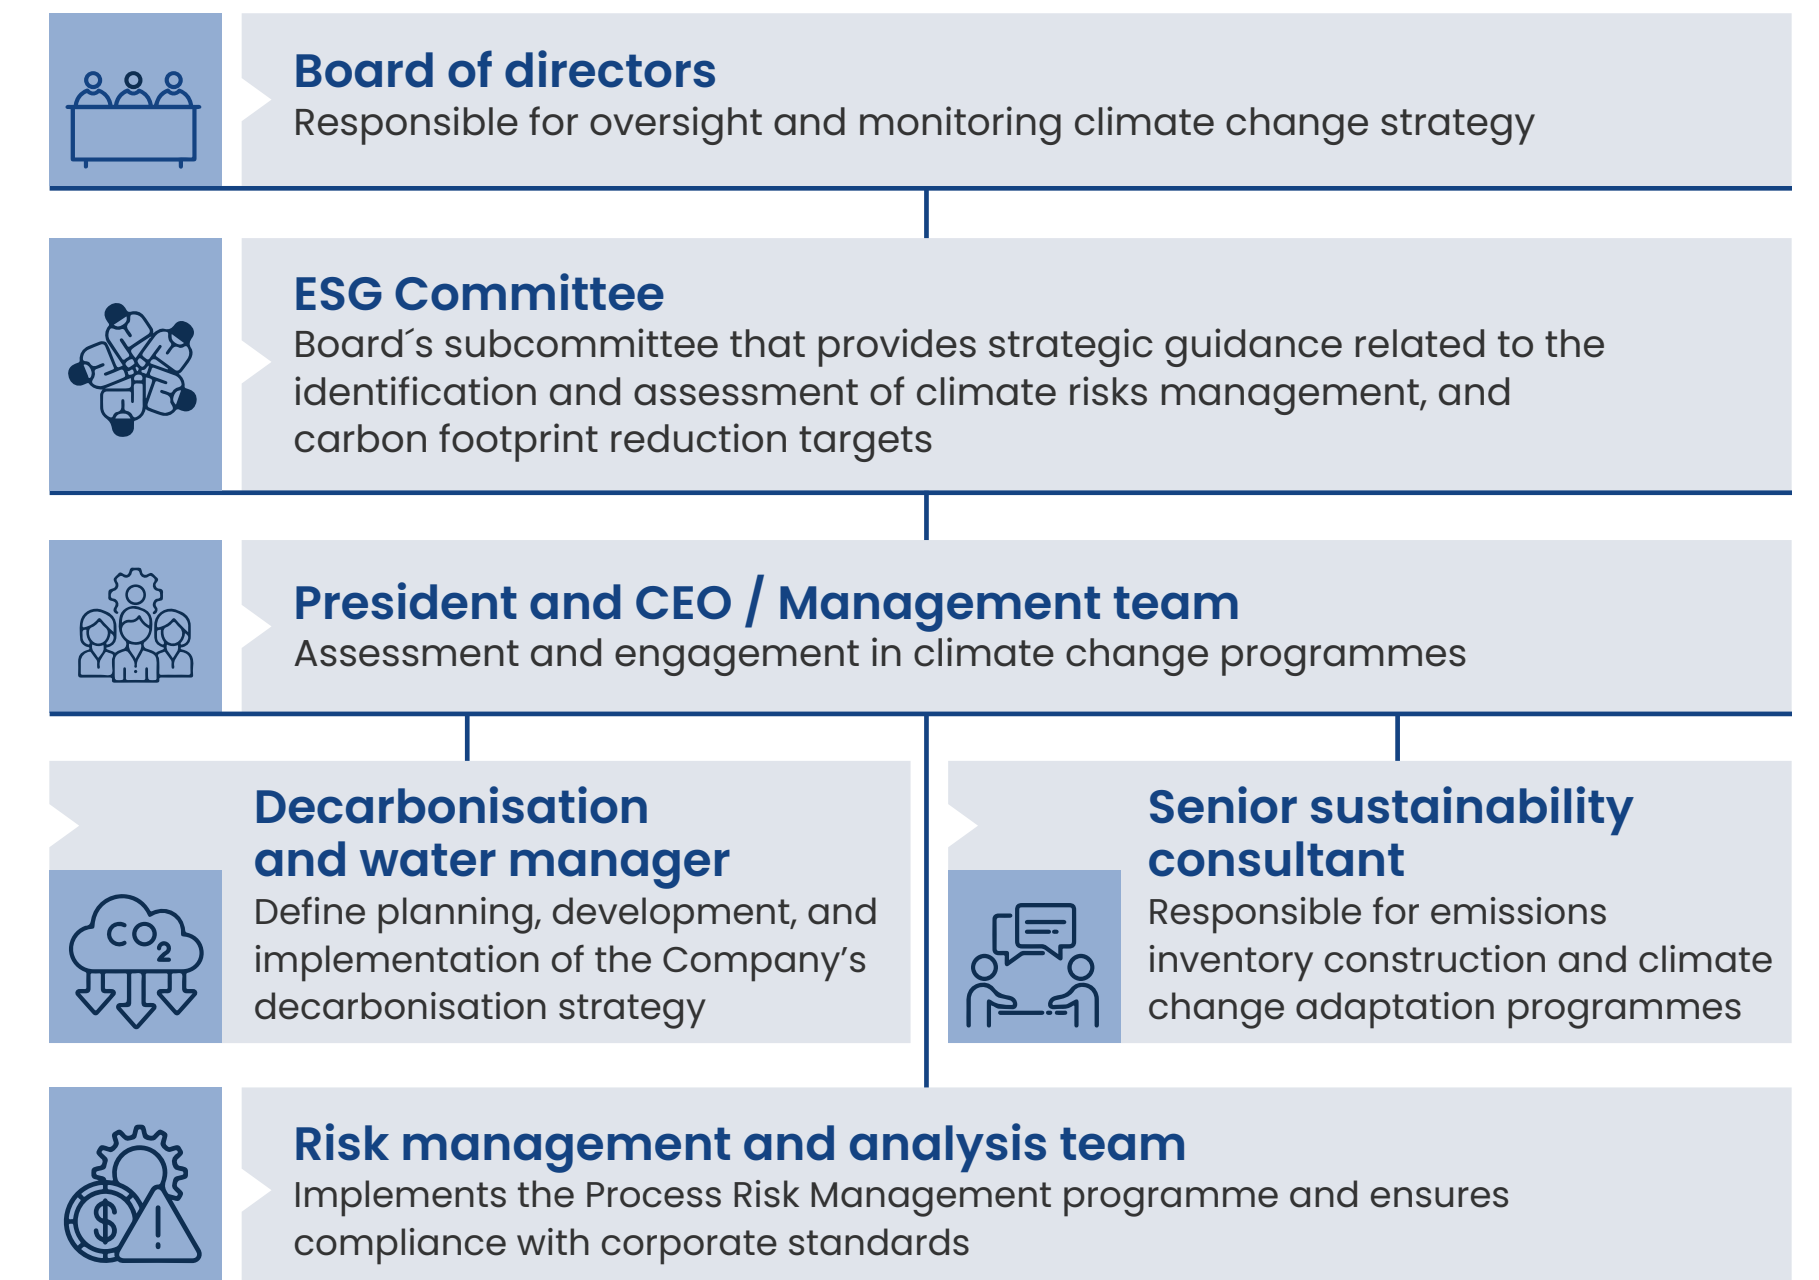 Board of directors
Responsible for oversight and monitoring climate change strategy
ESG Committee
Board´s subcommittee that provides strategic guidance related to the
identification and assessment of climate risks management, and
carbon footprint reduction targets
President and CEO / Management team
Assessment and engagement in climate change programmes
Decarbonisation
and water manager
Define planning, development, and
implementation of the Company’s
decarbonisation strategy
CO2
Senior sustainability
consultant
Responsible for emissions
inventory construction and climate
change adaptation programmes
Risk management and analysis team
Implements the Process Risk Management programme and ensures
compliance with corporate standards
$
!